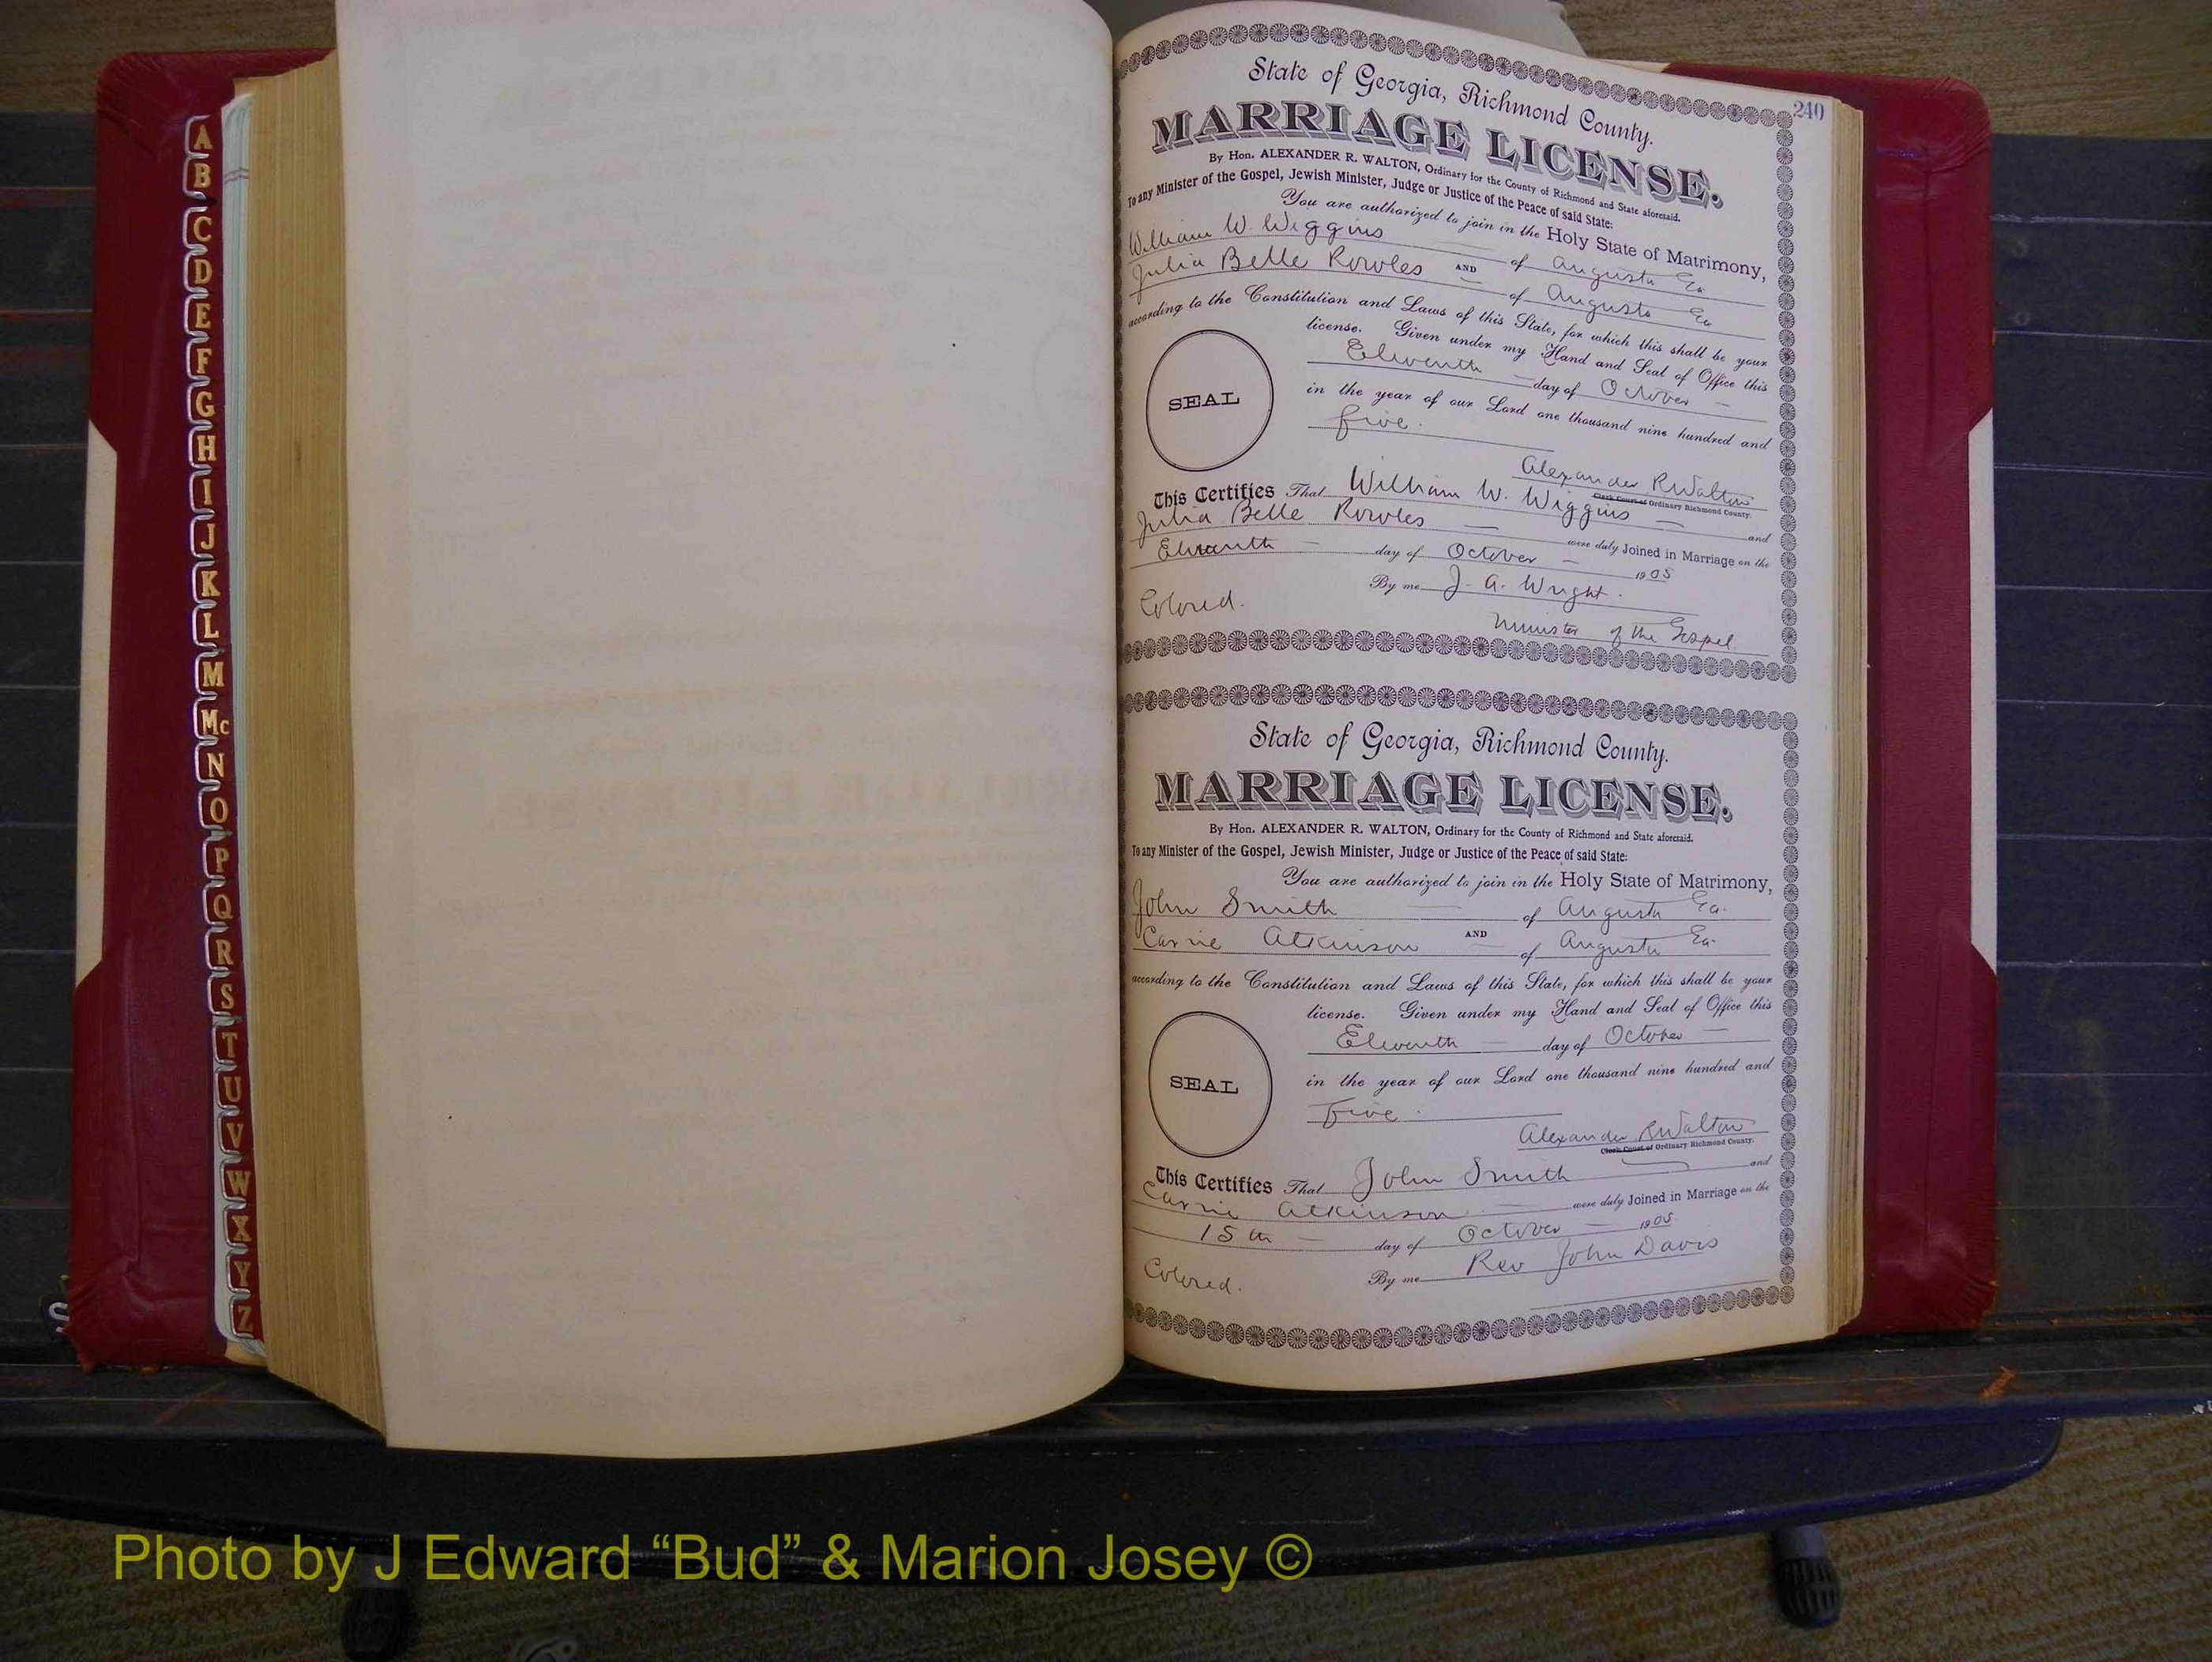 A
B
C
D
E
F
G
H
I
J
K
L
M
Mc
N
O
P
Q
R
S
T
U
V
W
X
Y
Z
240
State of Georgia, Richmond County.
MARRIAGE LICENSE.
By Hon. ALEXANDER R. WALTON, Ordinary for the County of Richmond and State aforesaid.
To any Minister of the Gospel, Jewish Minister, Judge or Justice of the Peace of said State:
You are authorized to join in the Holy State of Matrimony,
William W. Wiggins of Augusta Ga
AND
Julia Belle Rowles of Augusta Ga
according to the Constitution and Laws of this State, for which this shall be your
license. Given under my Hand and Seal of Office this
Eleventh day of October
in the year of our Lord one thousand nine hundred and
five.
SEAL
Alexander R Walton
Clerk Court of Ordinary Richmond County.
This Certifies That William W. Wiggins and
Julia Belle Rowles were duly Joined in Marriage on the
Eleventh day of October 1905
By me J. A. Wright.
Colored. Minister of the Gospel
State of Georgia, Richmond County.
MARRIAGE LICENSE.
By Hon. ALEXANDER R. WALTON, Ordinary for the County of Richmond and State aforesaid.
To any Minister of the Gospel, Jewish Minister, Judge or Justice of the Peace of said State:
You are authorized to join in the Holy State of Matrimony,
John Smith of Augusta Ga.
AND
Carrie Atkinson of Augusta Ga.
according to the Constitution and Laws of this State, for which this shall be your
license. Given under my Hand and Seal of Office this
Eleventh day of October
in the year of our Lord one thousand nine hundred and
Five.
SEAL
Alexander R Walton
Clerk Court of Ordinary Richmond County.
This Certifies That John Smith and
Carrie Atkinson were duly Joined in Marriage on the
15th day of October 1905
Colored. By me Rev John Davis
Photo by J Edward “Bud” & Marion Josey ©